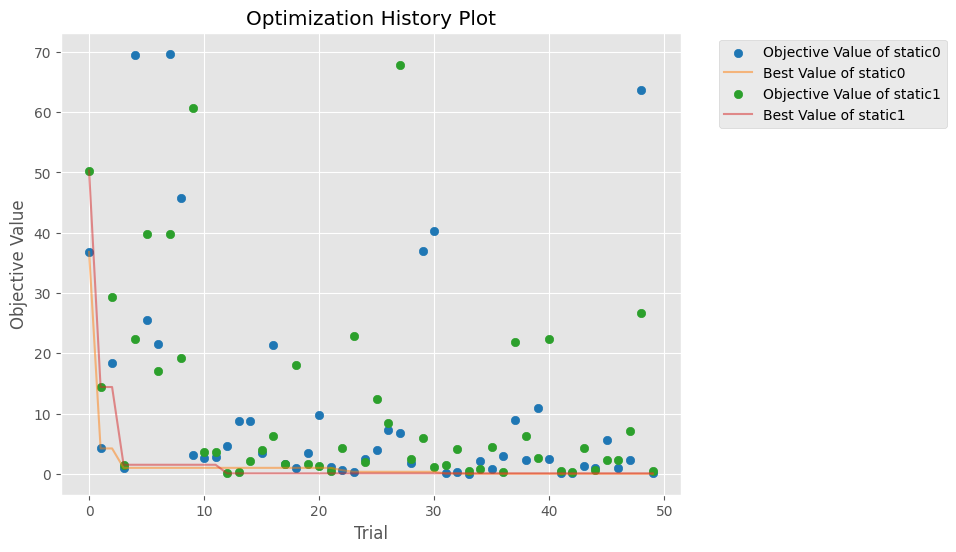 Optimization History Plot
Objective Value of static0
Best Value of static0
Objective Value of static1
Best Value of static1
Objective Value
70
60
50
40
30
20
10
0
0 10 20 30 40 50
Trial